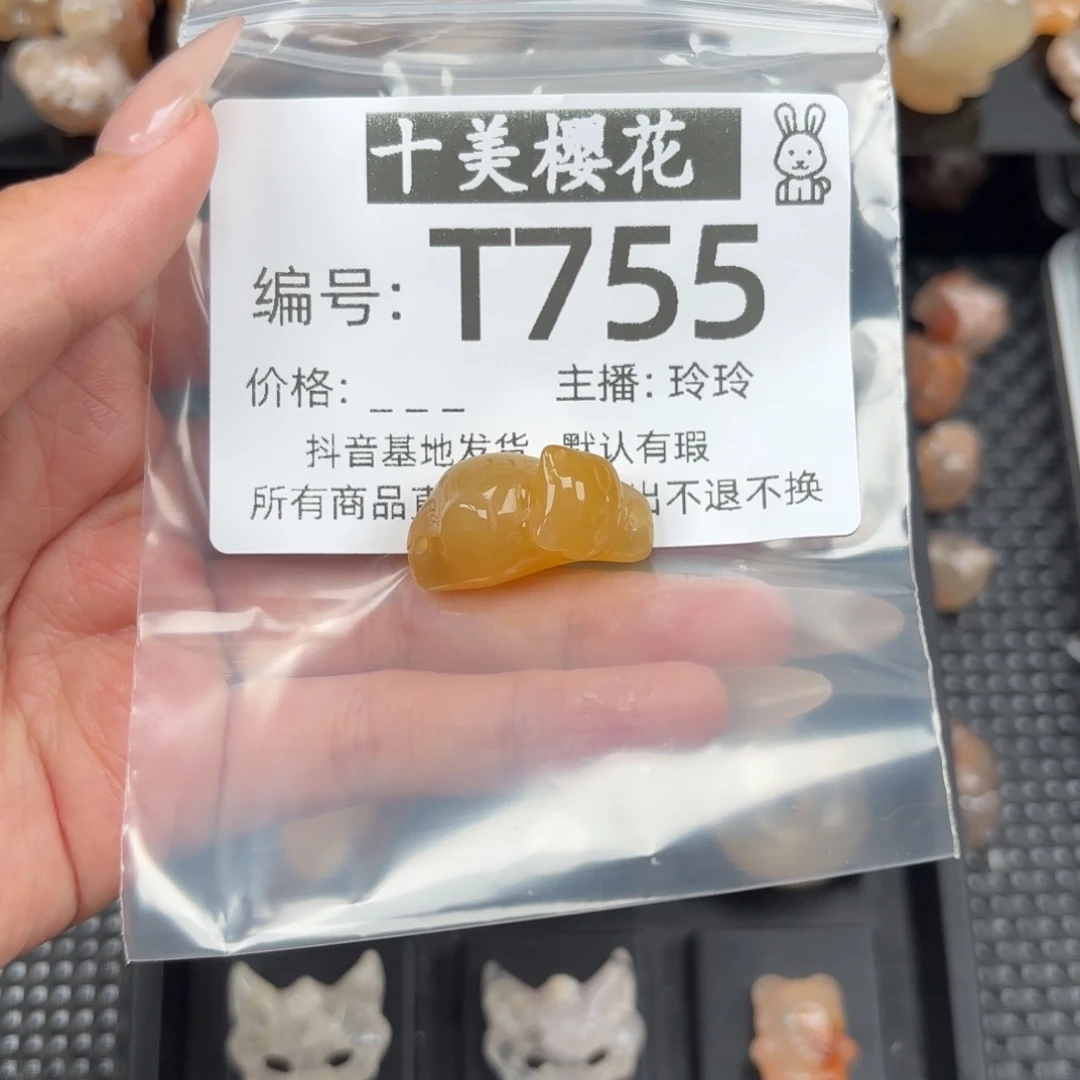 十美樱花
编号: T755
价格: _ _ _ 主播: 玲玲
抖音基地发货 默认有瑕
所有商品 出不退不换